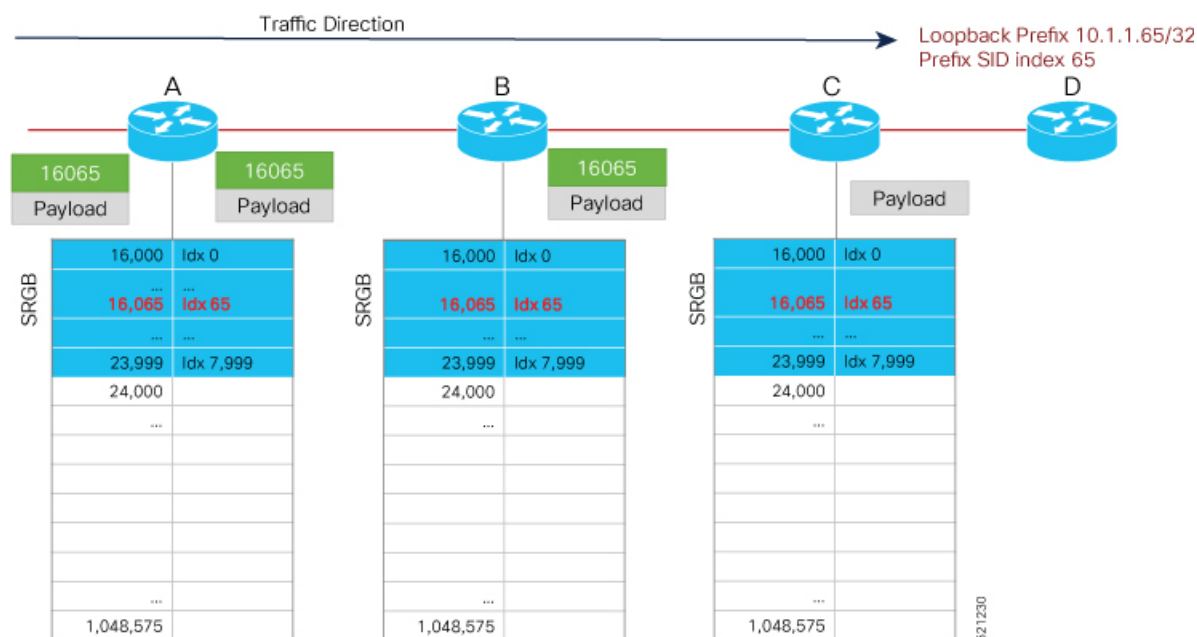 Traffic Direction
Loopback Prefix 10.1.1.65/32
Prefix SID index 65
A
B
C
D
16065
Payload
16065
Payload
16065
Payload
Payload
SRGB
16,000 Idx 0
... ...
16,065 Idx 65
... ...
23,999 Idx 7,999
24,000
...
...
1,048,575
SRGB
16,000 Idx 0
16,065 Idx 65
... ...
23,999 Idx 7,999
24,000
...
...
1,048,575
SRGB
16,000 Idx 0
16,065 Idx 65
... ...
23,999 Idx 7,999
24,000
...
...
1,048,575